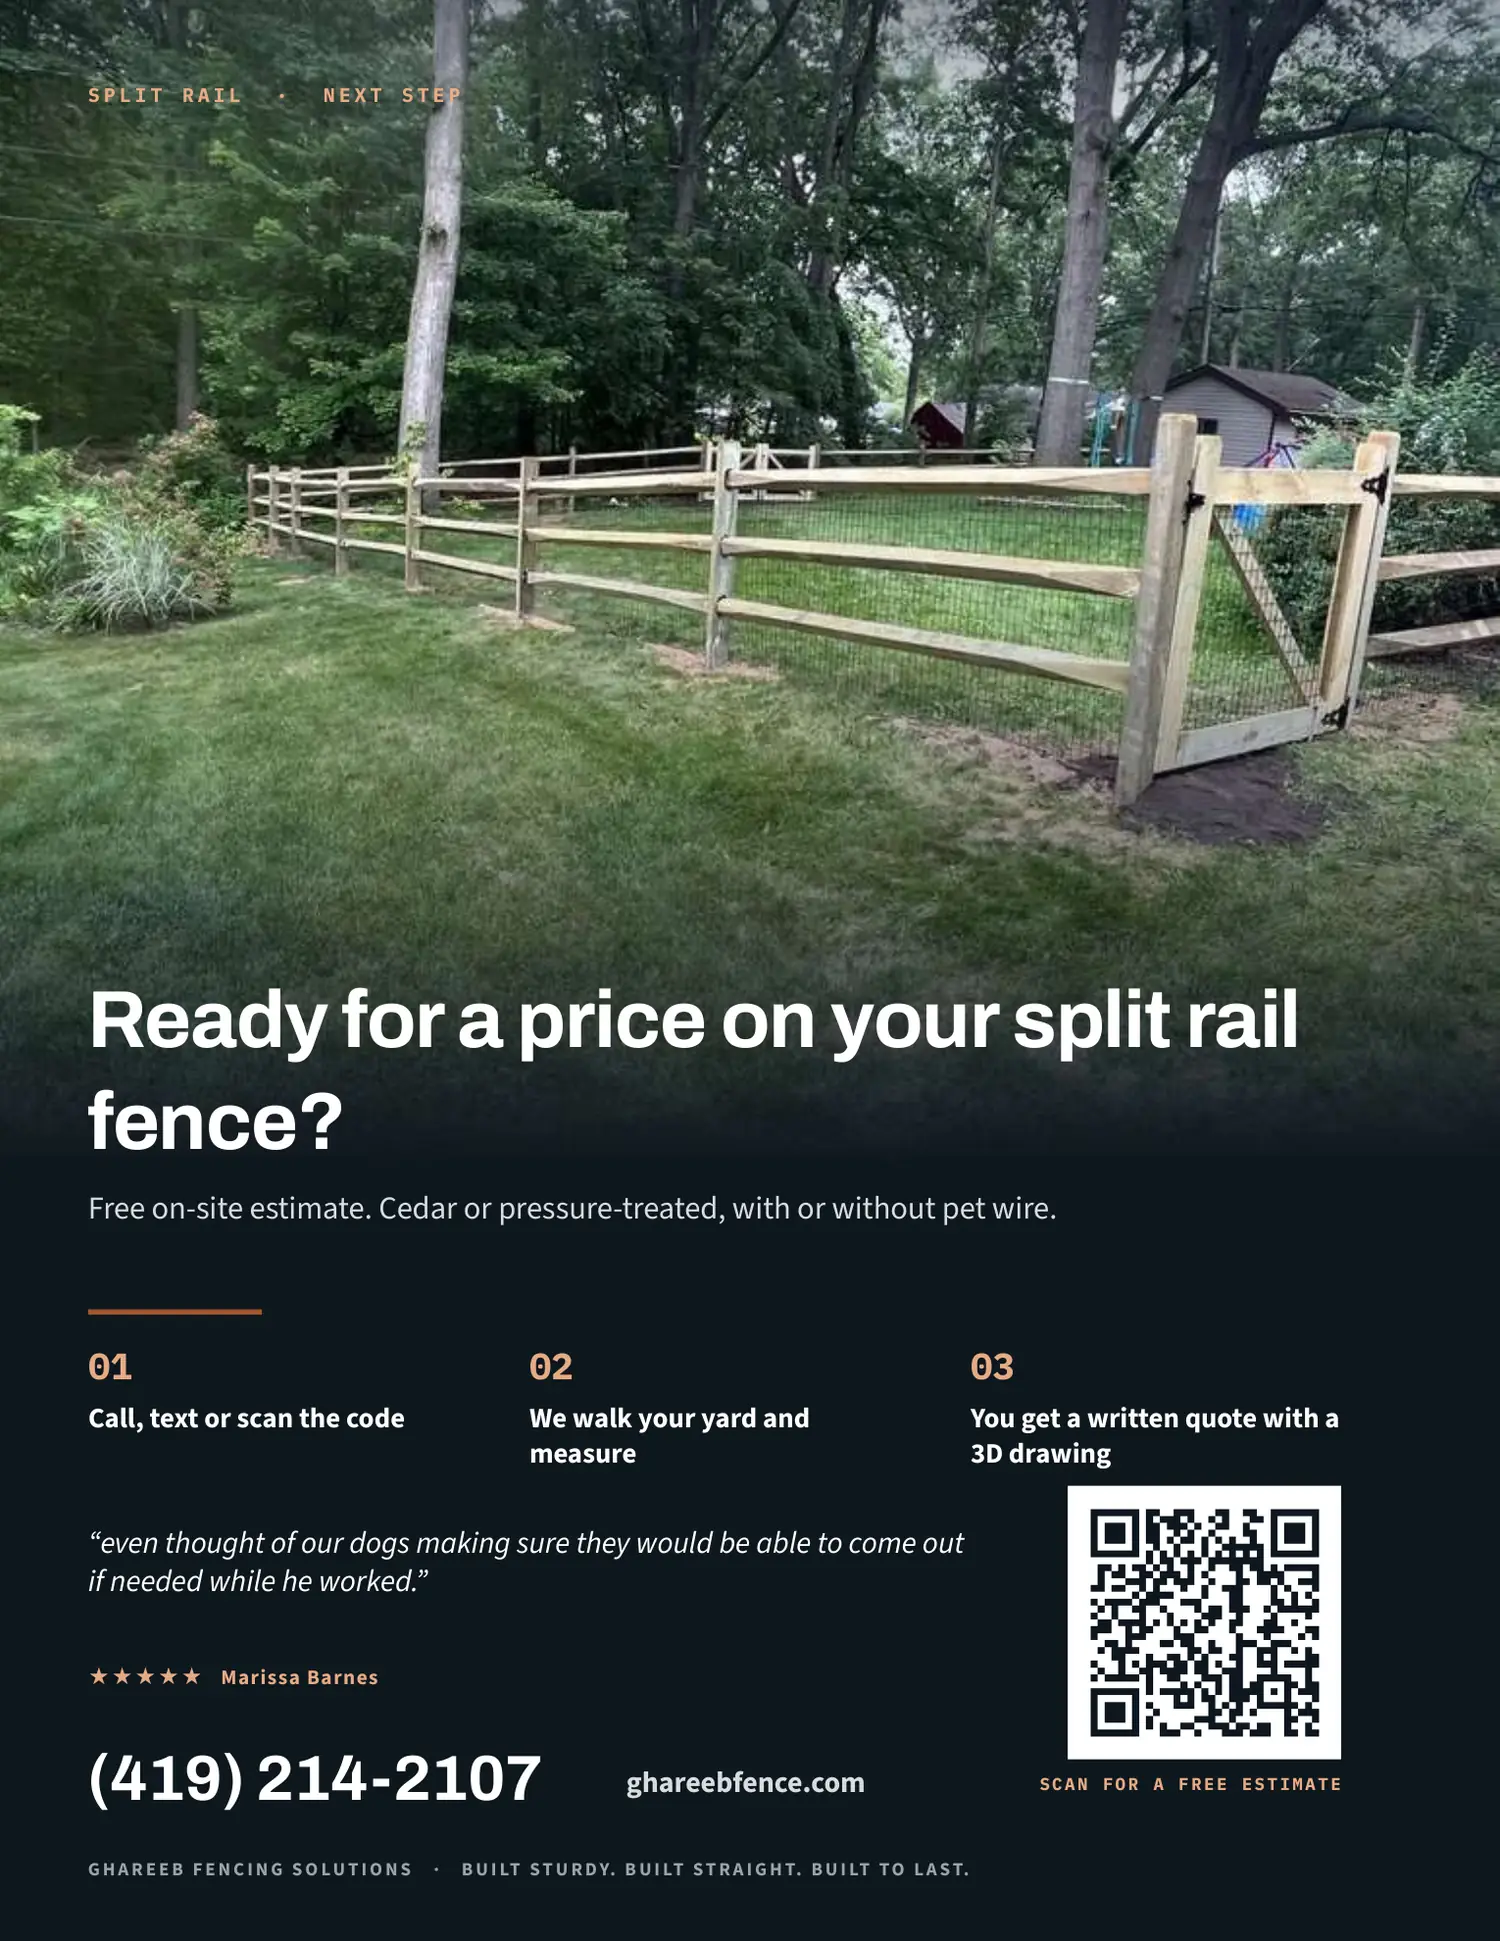 SPLIT RAIL · NEXT STEP
Ready for a price on your split rail
fence?
Free on-site estimate. Cedar or pressure-treated, with or without pet wire.
01
Call, text or scan the code
02
We walk your yard and
measure
03
You get a written quote with a
3D drawing
“even thought of our dogs making sure they would be able to come out
if needed while he worked.”
★★★★★ Marissa Barnes
(419) 214-2107
ghareebfence.com
SCAN FOR A FREE ESTIMATE
GHAREEB FENCING SOLUTIONS · BUILT STURDY. BUILT STRAIGHT. BUILT TO LAST.